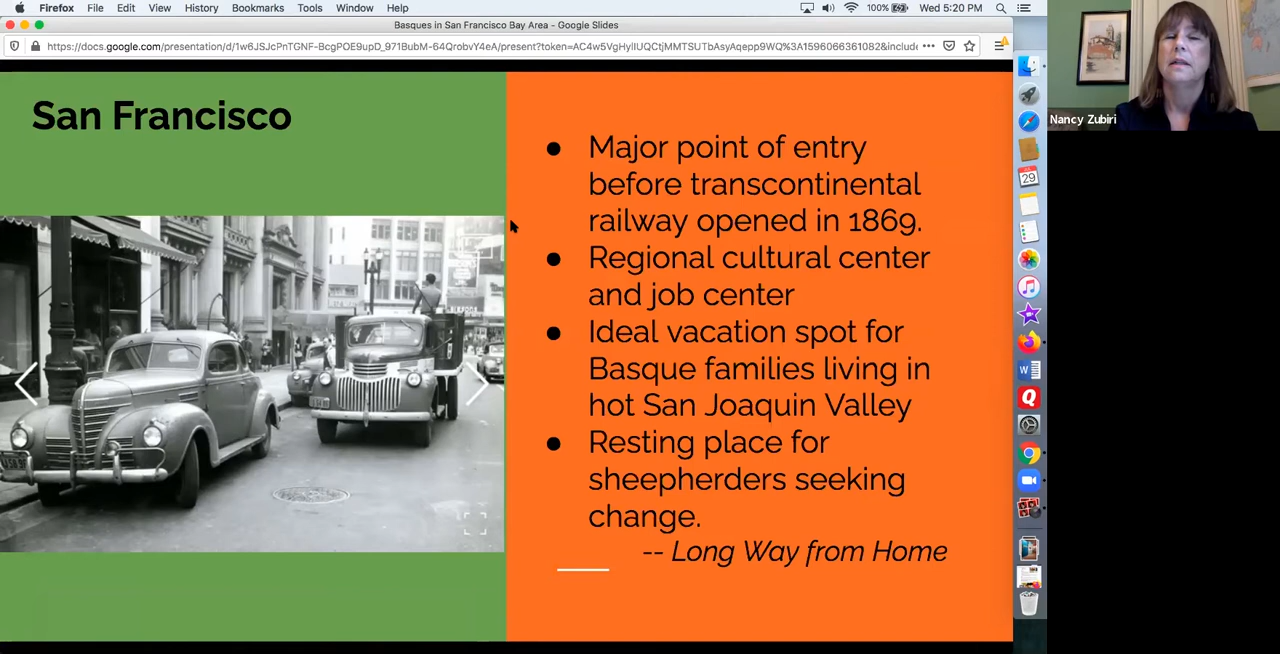 Firefox File Edit View History Bookmarks Tools Window Help 100% Wed 5:20 PM
Basques in San Francisco Bay Area - Google Slides
https://docs.google.com/presentation/d/1w6JSJcPnTGNF-BcgPOE9upD_971BubM-64QrobvY4eA/present?token=AC4w5VgHyIIUQCtjMMTSUTbAsyAqepp9WQ%3A1596066361082&include
San Francisco
● Major point of entry
before transcontinental
railway opened in 1869.
● Regional cultural center
and job center
● Ideal vacation spot for
Basque families living in
hot San Joaquin Valley
● Resting place for
sheepherders seeking
change.
-- Long Way from Home
Nancy Zubiri
29